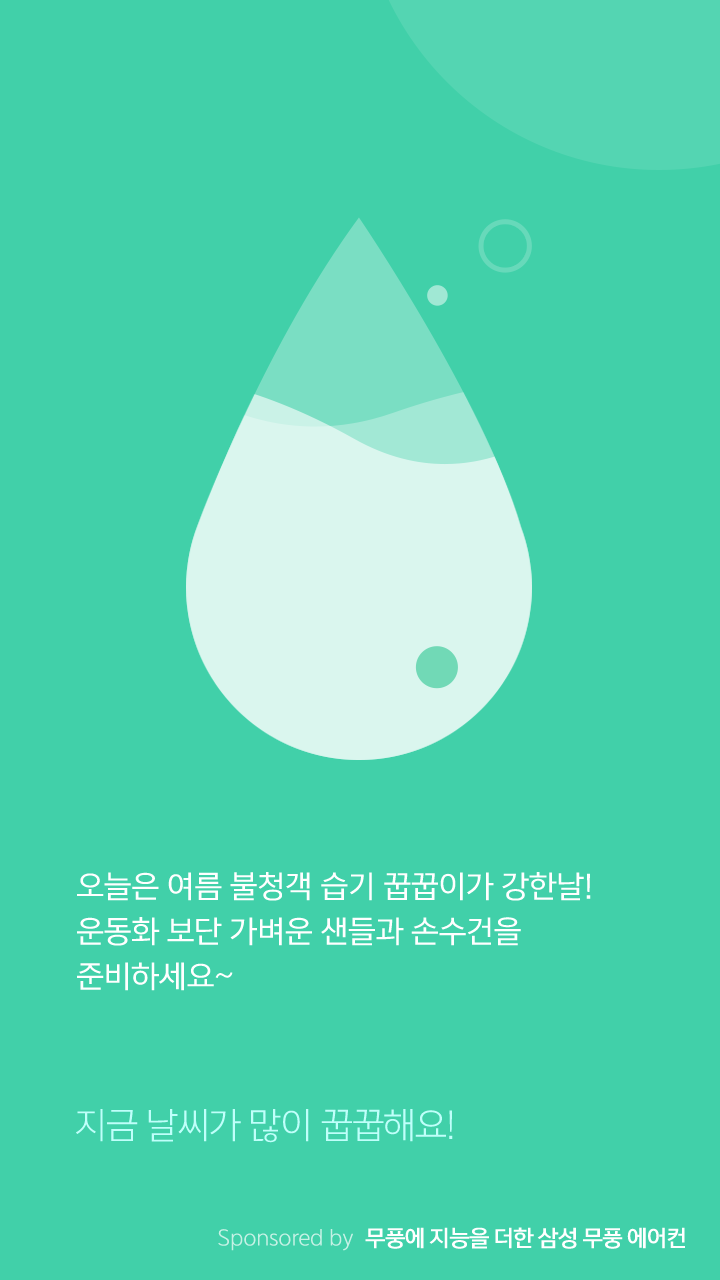 오늘은 여름 불청객 습기 꿉꿉이가 강한날!
운동화 보단 가벼운 샌들과 손수건을
준비하세요~
지금 날씨가 많이 꿉꿉해요!
Sponsored by 무풍에 지능을 더한 삼성 무풍 에어컨